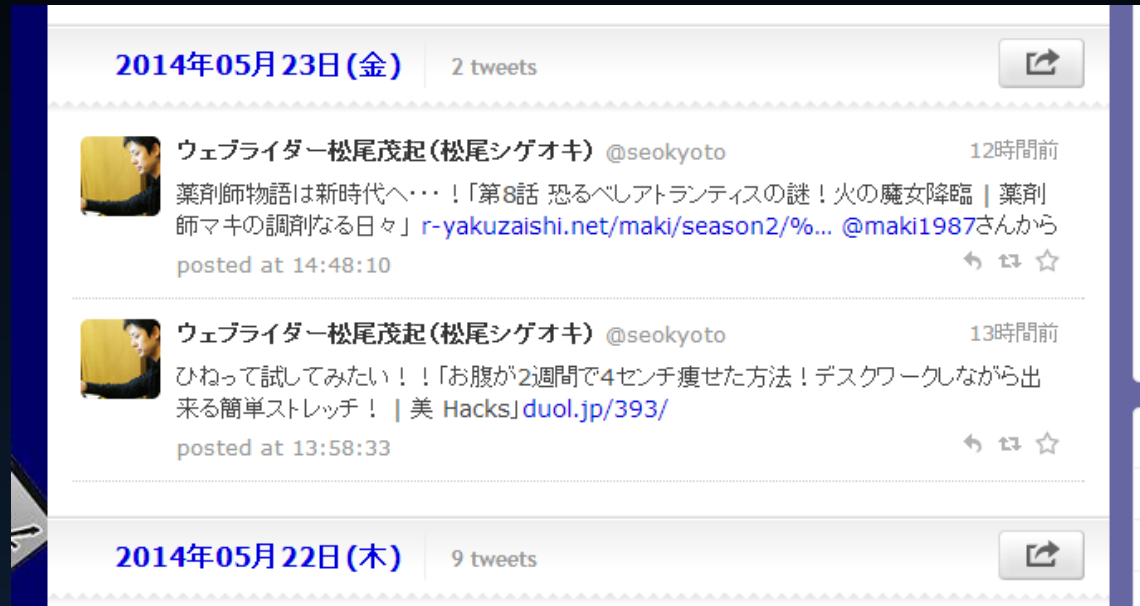 2014年05月23日(金) 2 tweets
ウェブライダー松尾茂起(松尾シゲオキ) @seokyoto 12時間前
薬剤師物語は新時代へ・・・！「第8話 恐るべしアトランティスの謎！火の魔女降臨 | 薬剤
師マキの調剤なる日々」 r-yakuzaishi.net/maki/season2/%... @maki1987さんから
posted at 14:48:10
ウェブライダー松尾茂起(松尾シゲオキ) @seokyoto 13時間前
ひねって試してみたい！！「お腹が2週間で4センチ痩せた方法！デスクワークしながら出
来る簡単ストレッチ！ | 美 Hacks」duol.jp/393/
posted at 13:58:33
2014年05月22日(木) 9 tweets